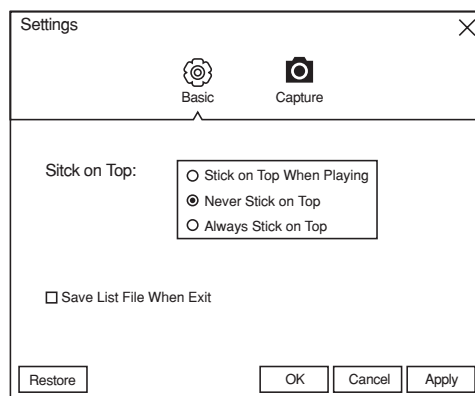 Settings
Basic
Capture
Sitck on Top:
Stick on Top When Playing
Never Stick on Top
Always Stick on Top
Save List File When Exit
Restore
OK
Cancel
Apply